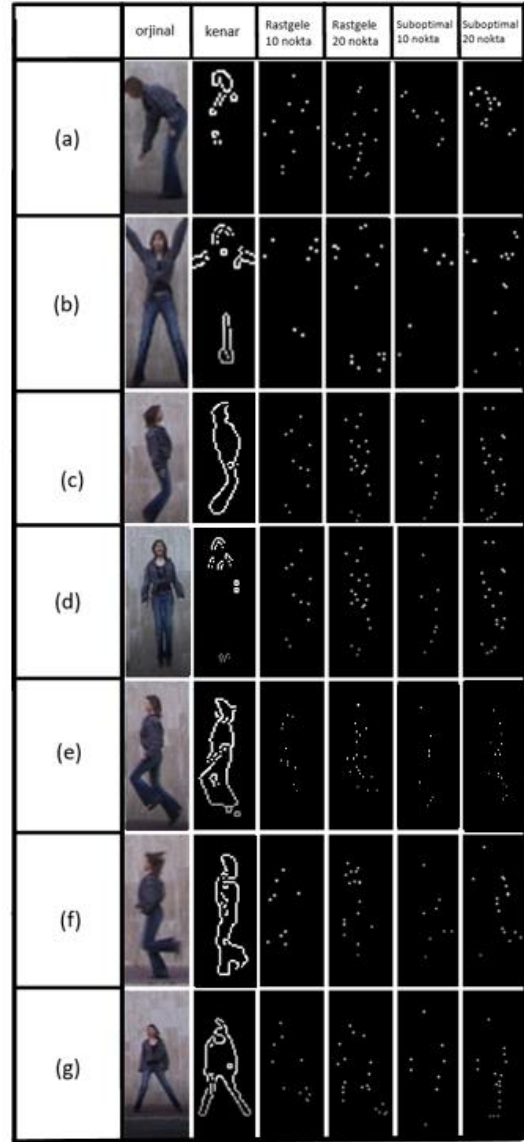 orjinal
kenar
Rastgele
10 nokta
Rastgele
20 nokta
Suboptimal
10 nokta
Suboptimal
20 nokta
(a)
(b)
(c)
(d)
(e)
(f)
(g)